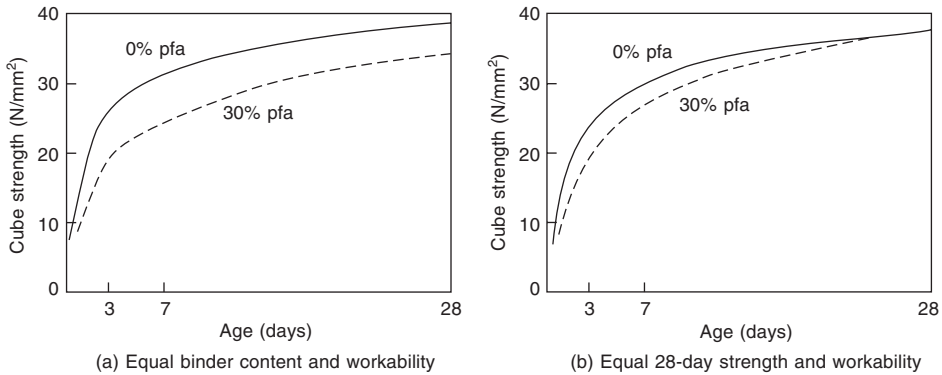 Cube strength (N/mm²)
40
30
20
10
0
0% pfa
30% pfa
3
7
28
Age (days)
(a) Equal binder content and workability
Cube strength (N/mm²)
40
30
20
10
0
0% pfa
30% pfa
3
7
28
Age (days)
(b) Equal 28-day strength and workability